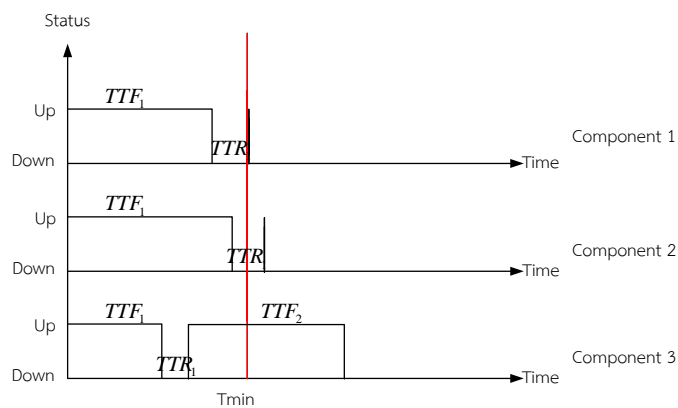 Status
Up
TTF₁
TTR
Down
Time
Component 1
Up
TTF₁
TTR
Down
Time
Component 2
Up
TTF₁
TTF₂
TTR₁
Down
Time
Component 3
Tmin